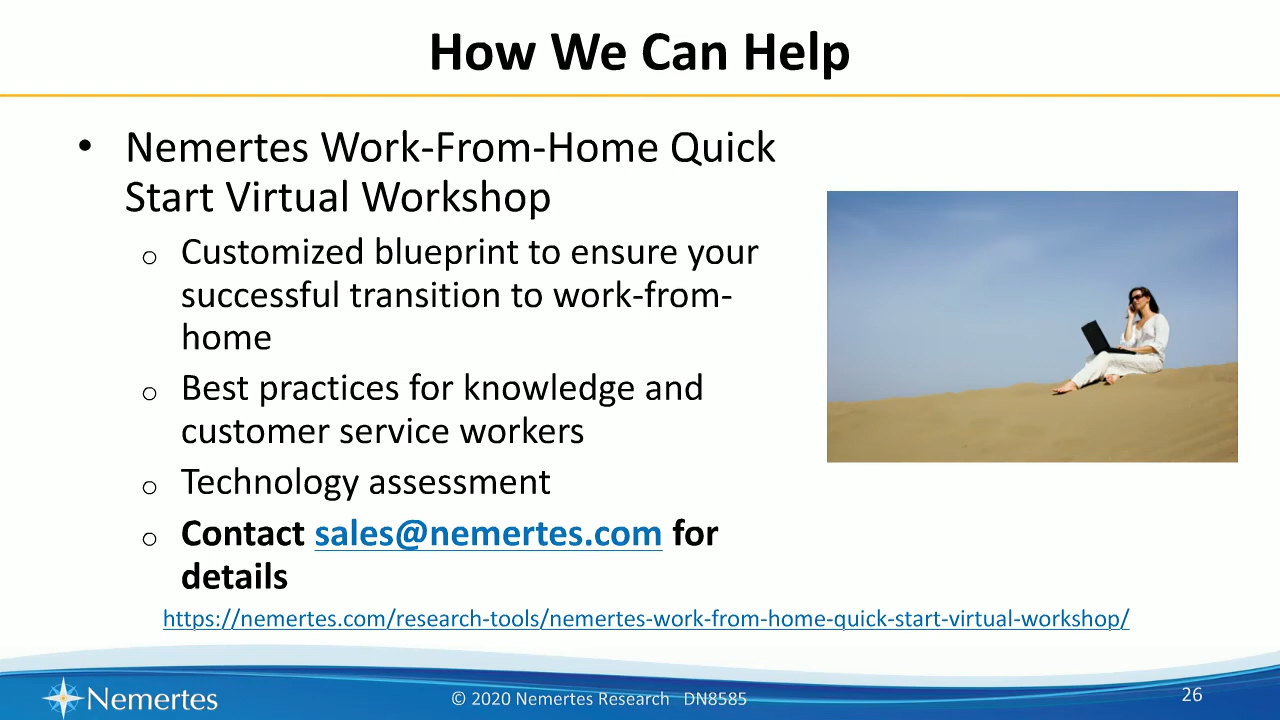 How We Can Help
• Nemertes Work-From-Home Quick
Start Virtual Workshop
o Customized blueprint to ensure your
successful transition to work-from-
home
o Best practices for knowledge and
customer service workers
o Technology assessment
o Contact sales@nemertes.com for
details
https://nemertes.com/research-tools/nemertes-work-from-home-quick-start-virtual-workshop/
Nemertes
© 2020 Nemertes Research DN8585
26